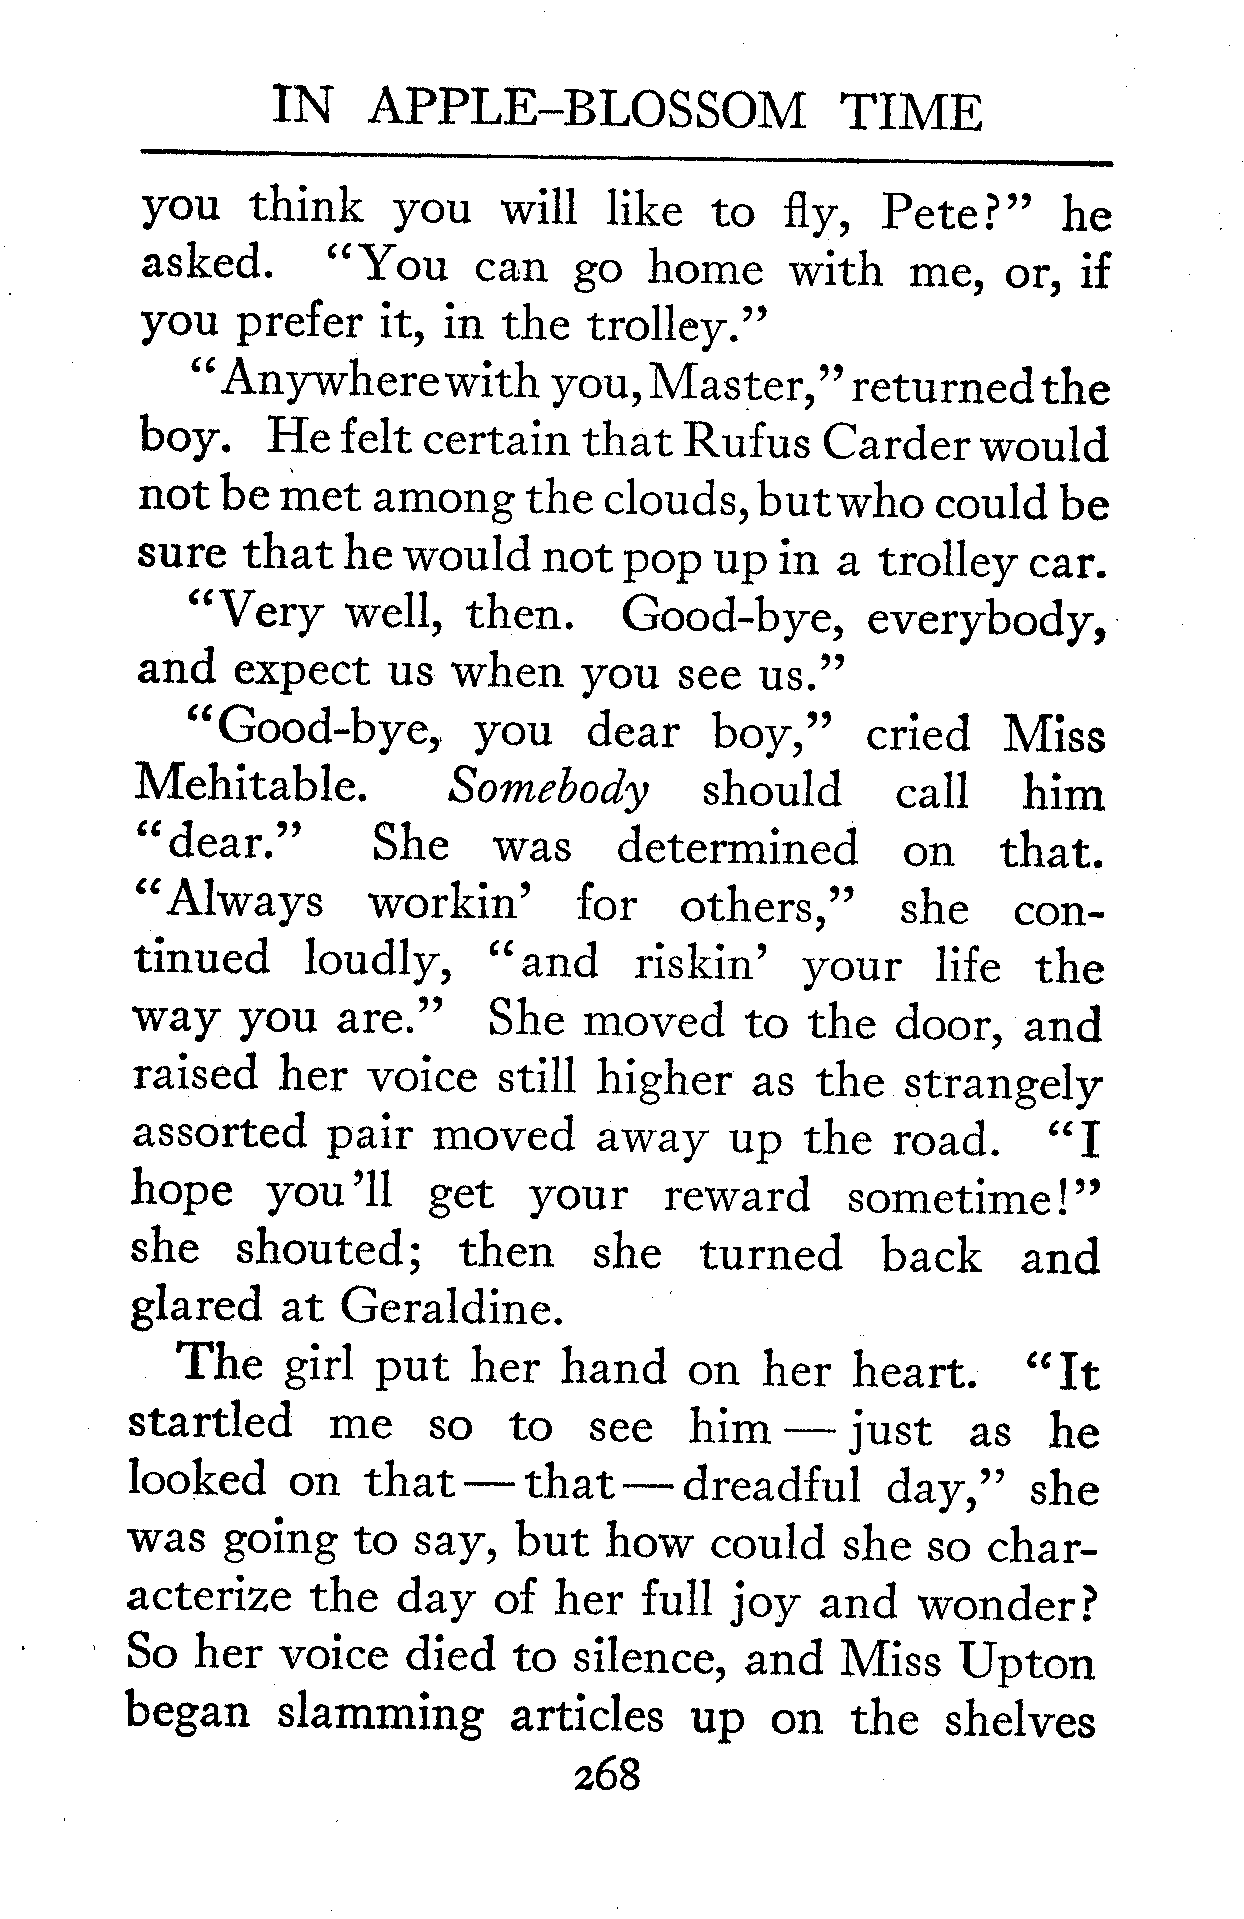 IN APPLE-BLOSSOM TIME
you think you will like to fly, Pete?” he
asked. “You can go home with me, or, if
you prefer it, in the trolley.”
“Anywhere with you, Master,” returned the
boy. He felt certain that Rufus Carder would
not be met among the clouds, but who could be
sure that he would not pop up in a trolley car.
“Very well, then. Good-bye, everybody,
and expect us when you see us.”
“Good-bye, you dear boy,” cried Miss
Mehitable. Somebody should call him
“dear.” She was determined on that.
“Always workin’ for others,” she con-
tinued loudly, “and riskin’ your life the
way you are.” She moved to the door, and
raised her voice still higher as the strangely
assorted pair moved away up the road. “I
hope you’ll get your reward sometime!”
she shouted; then she turned back and
glared at Geraldine.
The girl put her hand on her heart. “It
startled me so to see him — just as he
looked on that — that — dreadful day,” she
was going to say, but how could she so char-
acterize the day of her full joy and wonder?
So her voice died to silence, and Miss Upton
began slamming articles up on the shelves
268